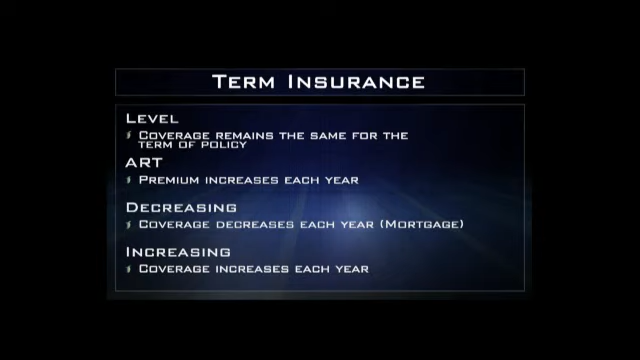 Term Insurance
Level
Coverage remains the same for the
term of policy
ART
Premium increases each year
Decreasing
Coverage decreases each year (Mortgage)
Increasing
Coverage increases each year